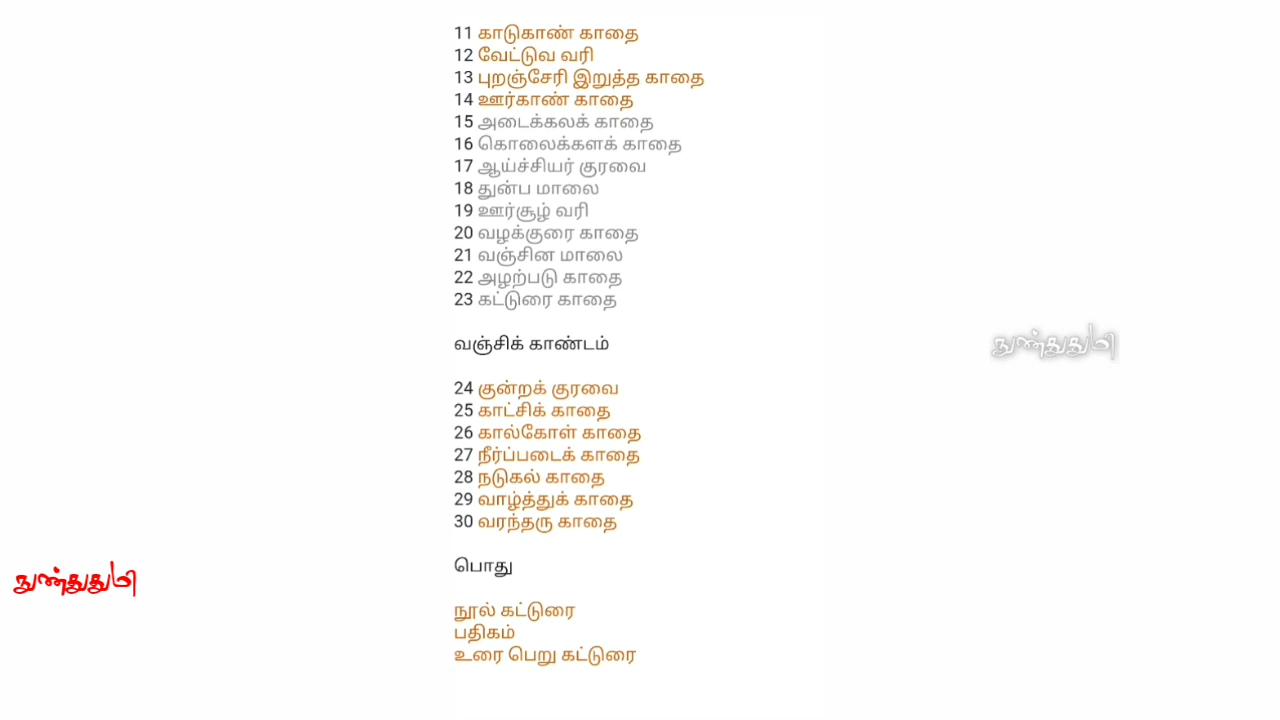 11 காடுகாண் காதை
12 வேட்டுவ வரி
13 புறஞ்சேரி இறுத்த காதை
14 ஊர்காண் காதை
15 அடைக்கலக் காதை
16 கொலைக்களக் காதை
17 ஆய்ச்சியர் குரவை
18 துன்ப மாலை
19 ஊர்சூழ் வரி
20 வழக்குரை காதை
21 வஞ்சின மாலை
22 அழற்படு காதை
23 கட்டுரை காதை
வஞ்சிக் காண்டம்
24 குன்றக் குரவை
25 காட்சிக் காதை
26 கால்கோள் காதை
27 நீர்ப்படைக் காதை
28 நடுகல் காதை
29 வாழ்த்துக் காதை
30 வரந்தரு காதை
பொது
நூல் கட்டுரை
பதிகம்
உரை பெறு கட்டுரை
நுண்துதுமி
நுண்துதுமி